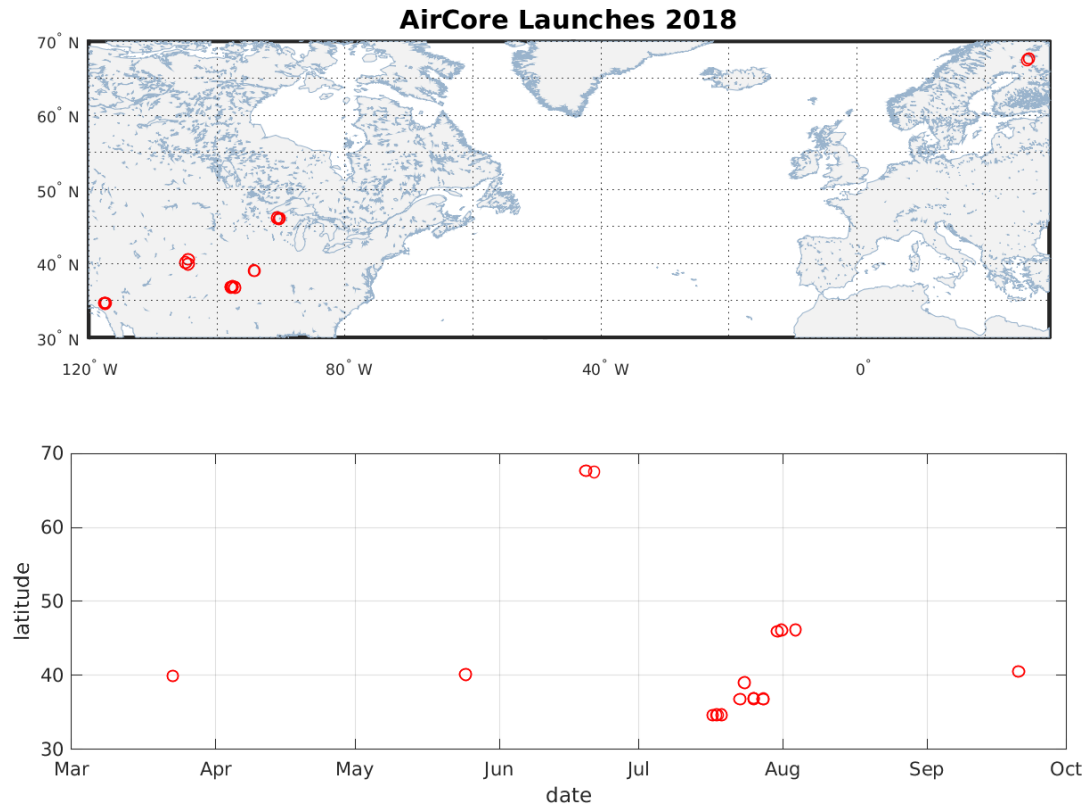 AirCore Launches 2018
70° N
60° N
50° N
40° N
30° N
120° W
80° W
40° W
0°
70
60
50
40
30
latitude
Mar
Apr
May
Jun
Jul
Aug
Sep
Oct
date